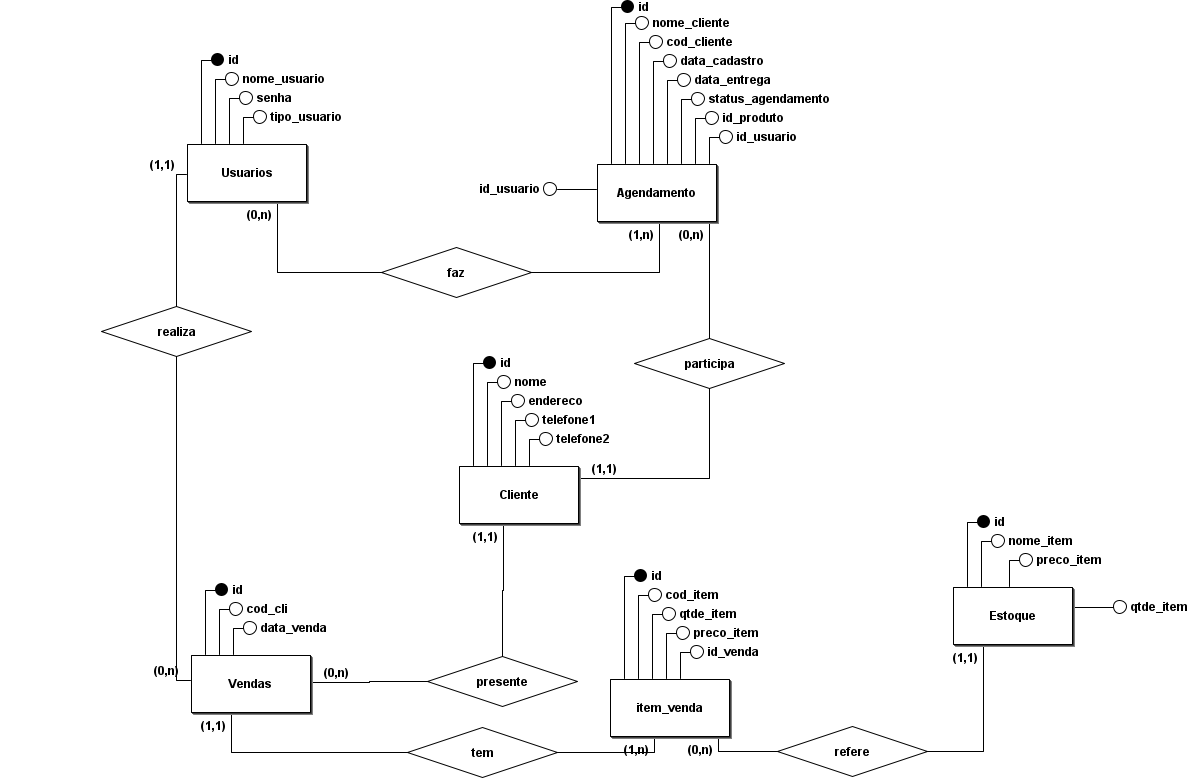 id
nome_cliente
cod_cliente
data_cadastro
data_entrega
status_agendamento
id_produto
id_usuario
id
nome_usuario
senha
tipo_usuario
(1,1)
Usuarios
(0,n)
id_usuario
Agendamento
(1,n)
(0,n)
faz
realiza
participa
id
nome
endereco
telefone1
telefone2
(1,1)
Cliente
(1,1)
id
nome_item
preco_item
qtde_item
Estoque
(1,1)
id
cod_cli
data_venda
(0,n)
Vendas
(0,n)
(1,1)
presente
id
cod_item
qtde_item
preco_item
id_venda
item_venda
(1,n)
(0,n)
tem
refere